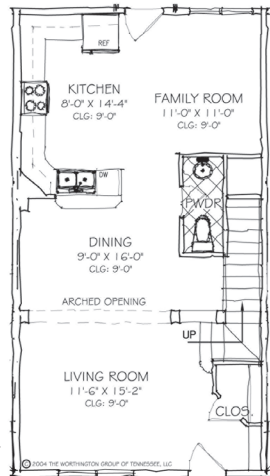 REF
KITCHEN
8'-0" X 14'-4"
CLG: 9'-0"
FAMILY ROOM
11'-0" X 11'-0"
CLG: 9'-0"
DW
PWDR
DINING
9'-0" X 16'-0"
CLG: 9'-0"
ARCHED OPENING
UP
LIVING ROOM
11'-6" X 15'-2"
CLG: 9'-0"
CLOS.
© 2004 THE WORTHINGTON GROUP OF TENNESSEE, LLC